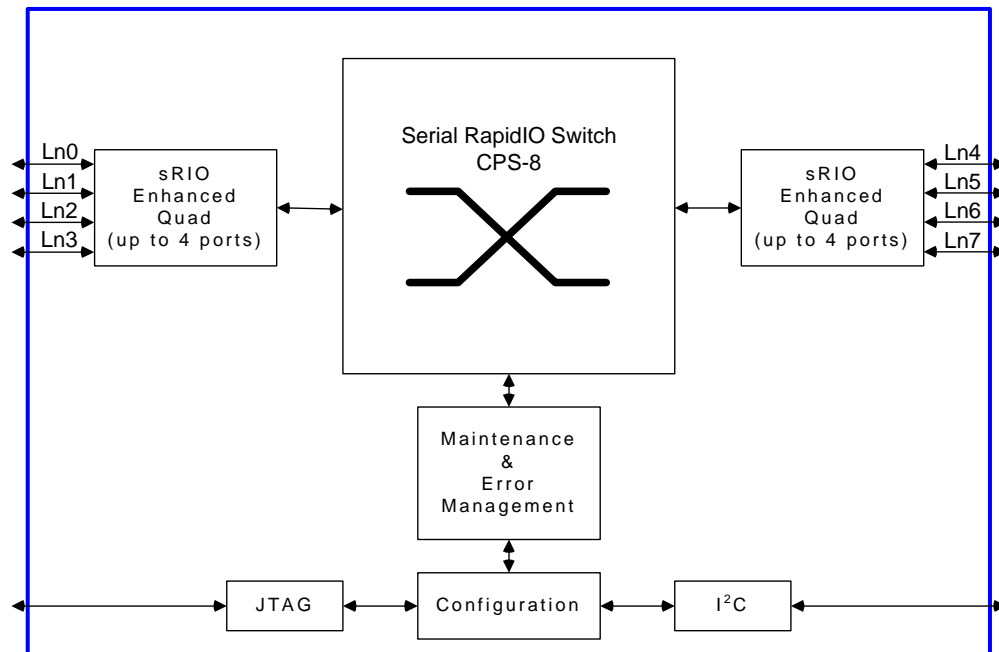 Serial RapidIO Switch
CPS-8
Ln0
Ln1
Ln2
Ln3
sRIO
Enhanced
Quad
(up to 4 ports)
sRIO
Enhanced
Quad
(up to 4 ports)
Ln4
Ln5
Ln6
Ln7
Maintenance
&
Error
Management
JTAG
Configuration
I²C